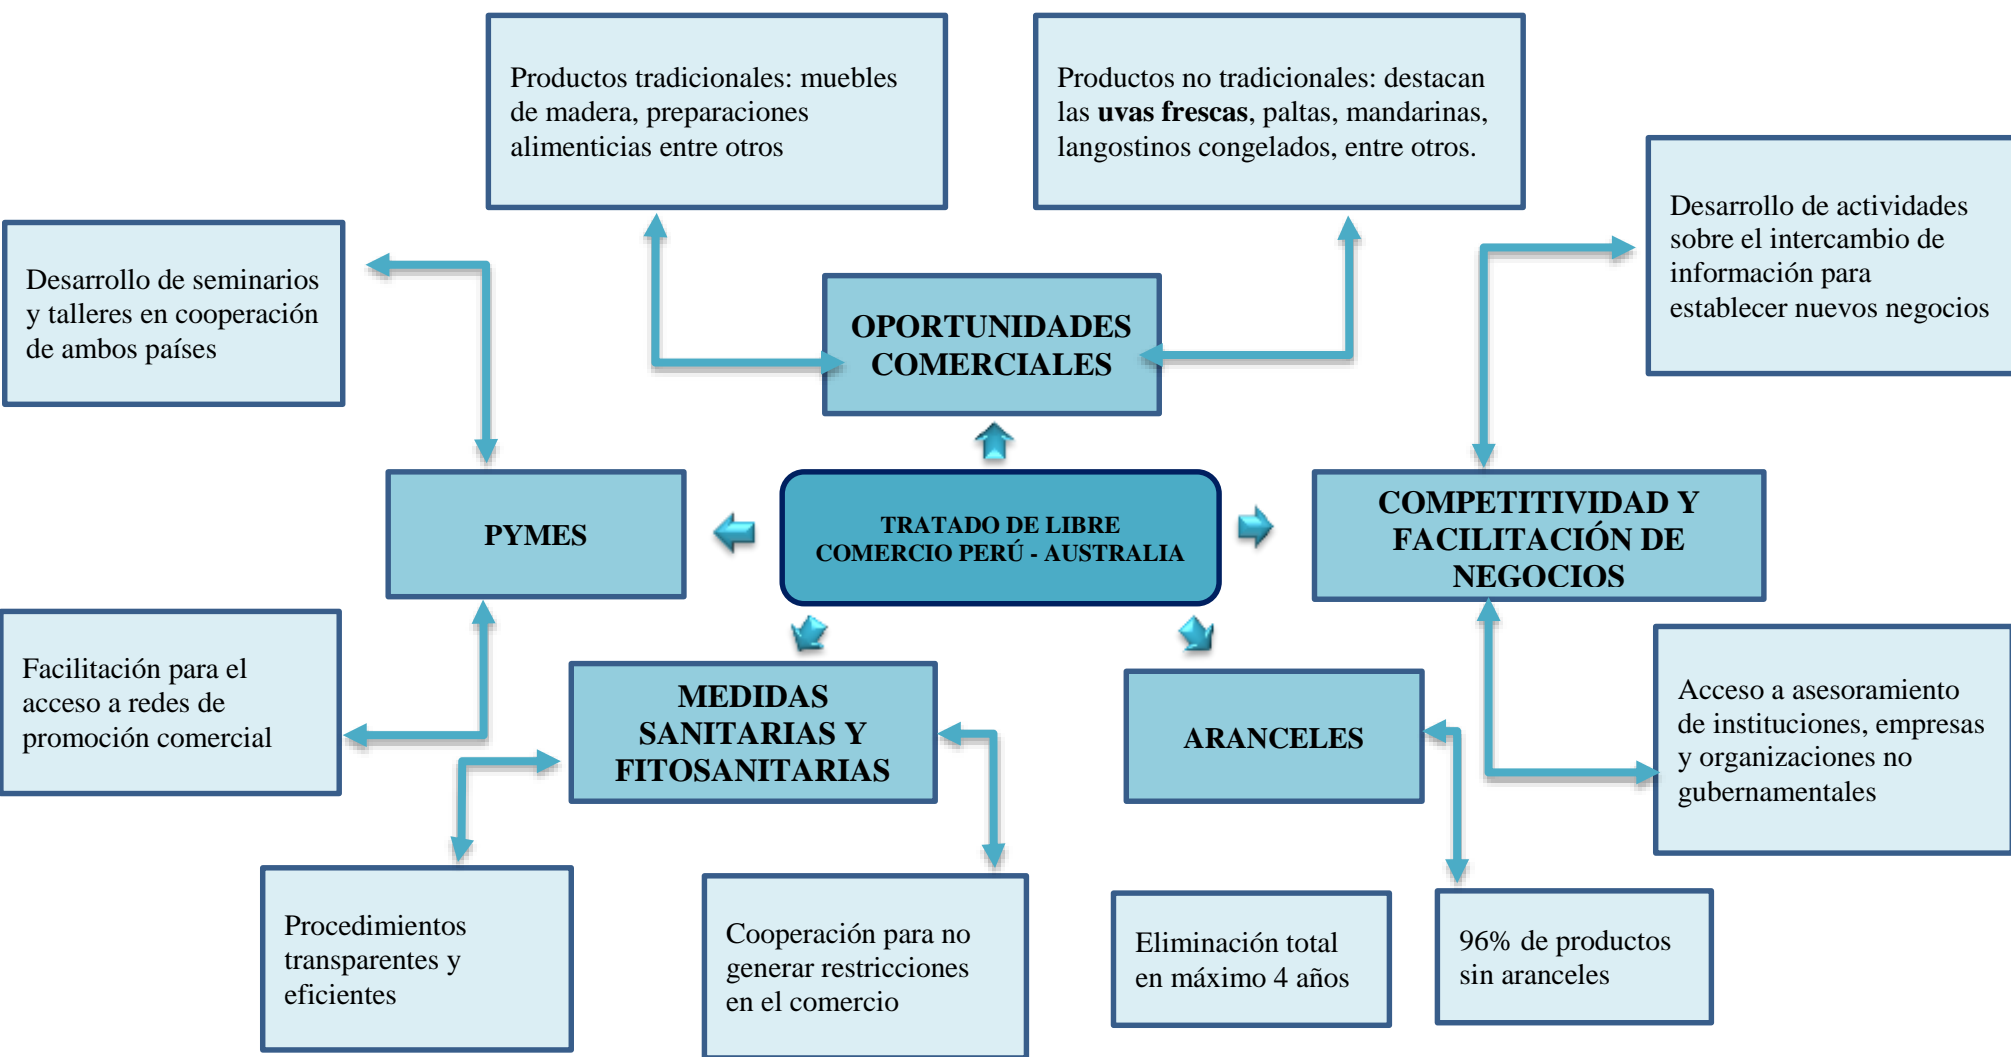 Productos tradicionales: muebles
de madera, preparaciones
alimenticias entre otros
Productos no tradicionales: destacan
las uvas frescas, paltas, mandarinas,
langostinos congelados, entre otros.
Desarrollo de seminarios
y talleres en cooperación
de ambos países
OPORTUNIDADES
COMERCIALES
Desarrollo de actividades
sobre el intercambio de
información para
establecer nuevos negocios
PYMES
TRATADO DE LIBRE
COMERCIO PERÚ - AUSTRALIA
COMPETITIVIDAD Y
FACILITACIÓN DE
NEGOCIOS
Facilitación para el
acceso a redes de
promoción comercial
MEDIDAS
SANITARIAS Y
FITOSANITARIAS
ARANCELES
Acceso a asesoramiento
de instituciones, empresas
y organizaciones no
gubernamentales
Procedimientos
transparentes y
eficientes
Cooperación para no
generar restricciones
en el comercio
Eliminación total
en máximo 4 años
96% de productos
sin aranceles